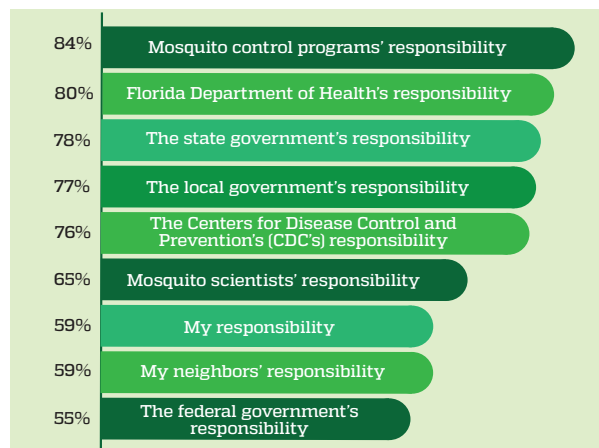 84% Mosquito control programs' responsibility
80% Florida Department of Health's responsibility
78% The state government's responsibility
77% The local government's responsibility
76% The Centers for Disease Control and
Prevention's (CDC's) responsibility
65% Mosquito scientists' responsibility
59% My responsibility
59% My neighbors' responsibility
55% The federal government's
responsibility